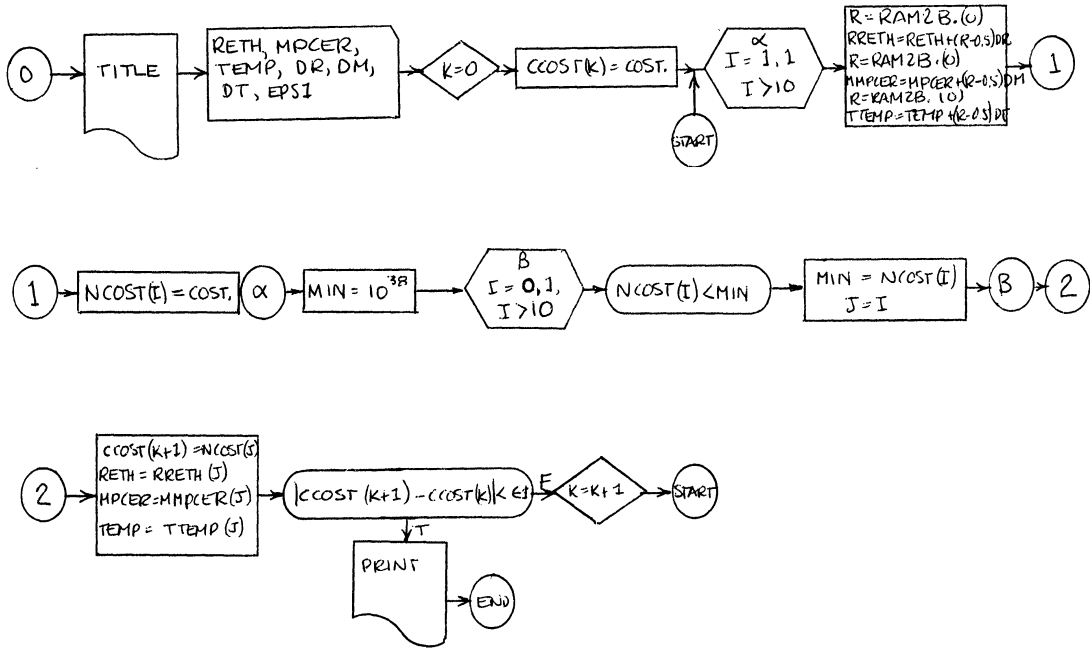 0
TITLE
RETH, MPCER,
TEMP, DR, DM,
DT, EPSI
K=0
CCOST(K) = COST.
START
α
I = 1,1
I > 10
R = RAM2B.(0)
RRETH=RETH+(R-0.5)DR
R = RAM2B.(0)
MMPCER=MPCER+(R-0.5)DM
R=RAM2B. (0)
TTEMP=TEMP+(R-0.5)DT
1
1
NCOST(I) = COST.
α
MIN = 10^38
B
I = 0,1,
I > 10
NCOST(I) < MIN
MIN = NCOST(I)
J = I
B
2
2
CCOST(K+1) = NCOST(J)
RETH = RRETH (J)
MPCER=MMPCER(J)
TEMP = TTEMP (J)
|CCOST (K+1) - CCOST(K)| < ϵI
F
K=K+1
START
T
PRINT
END